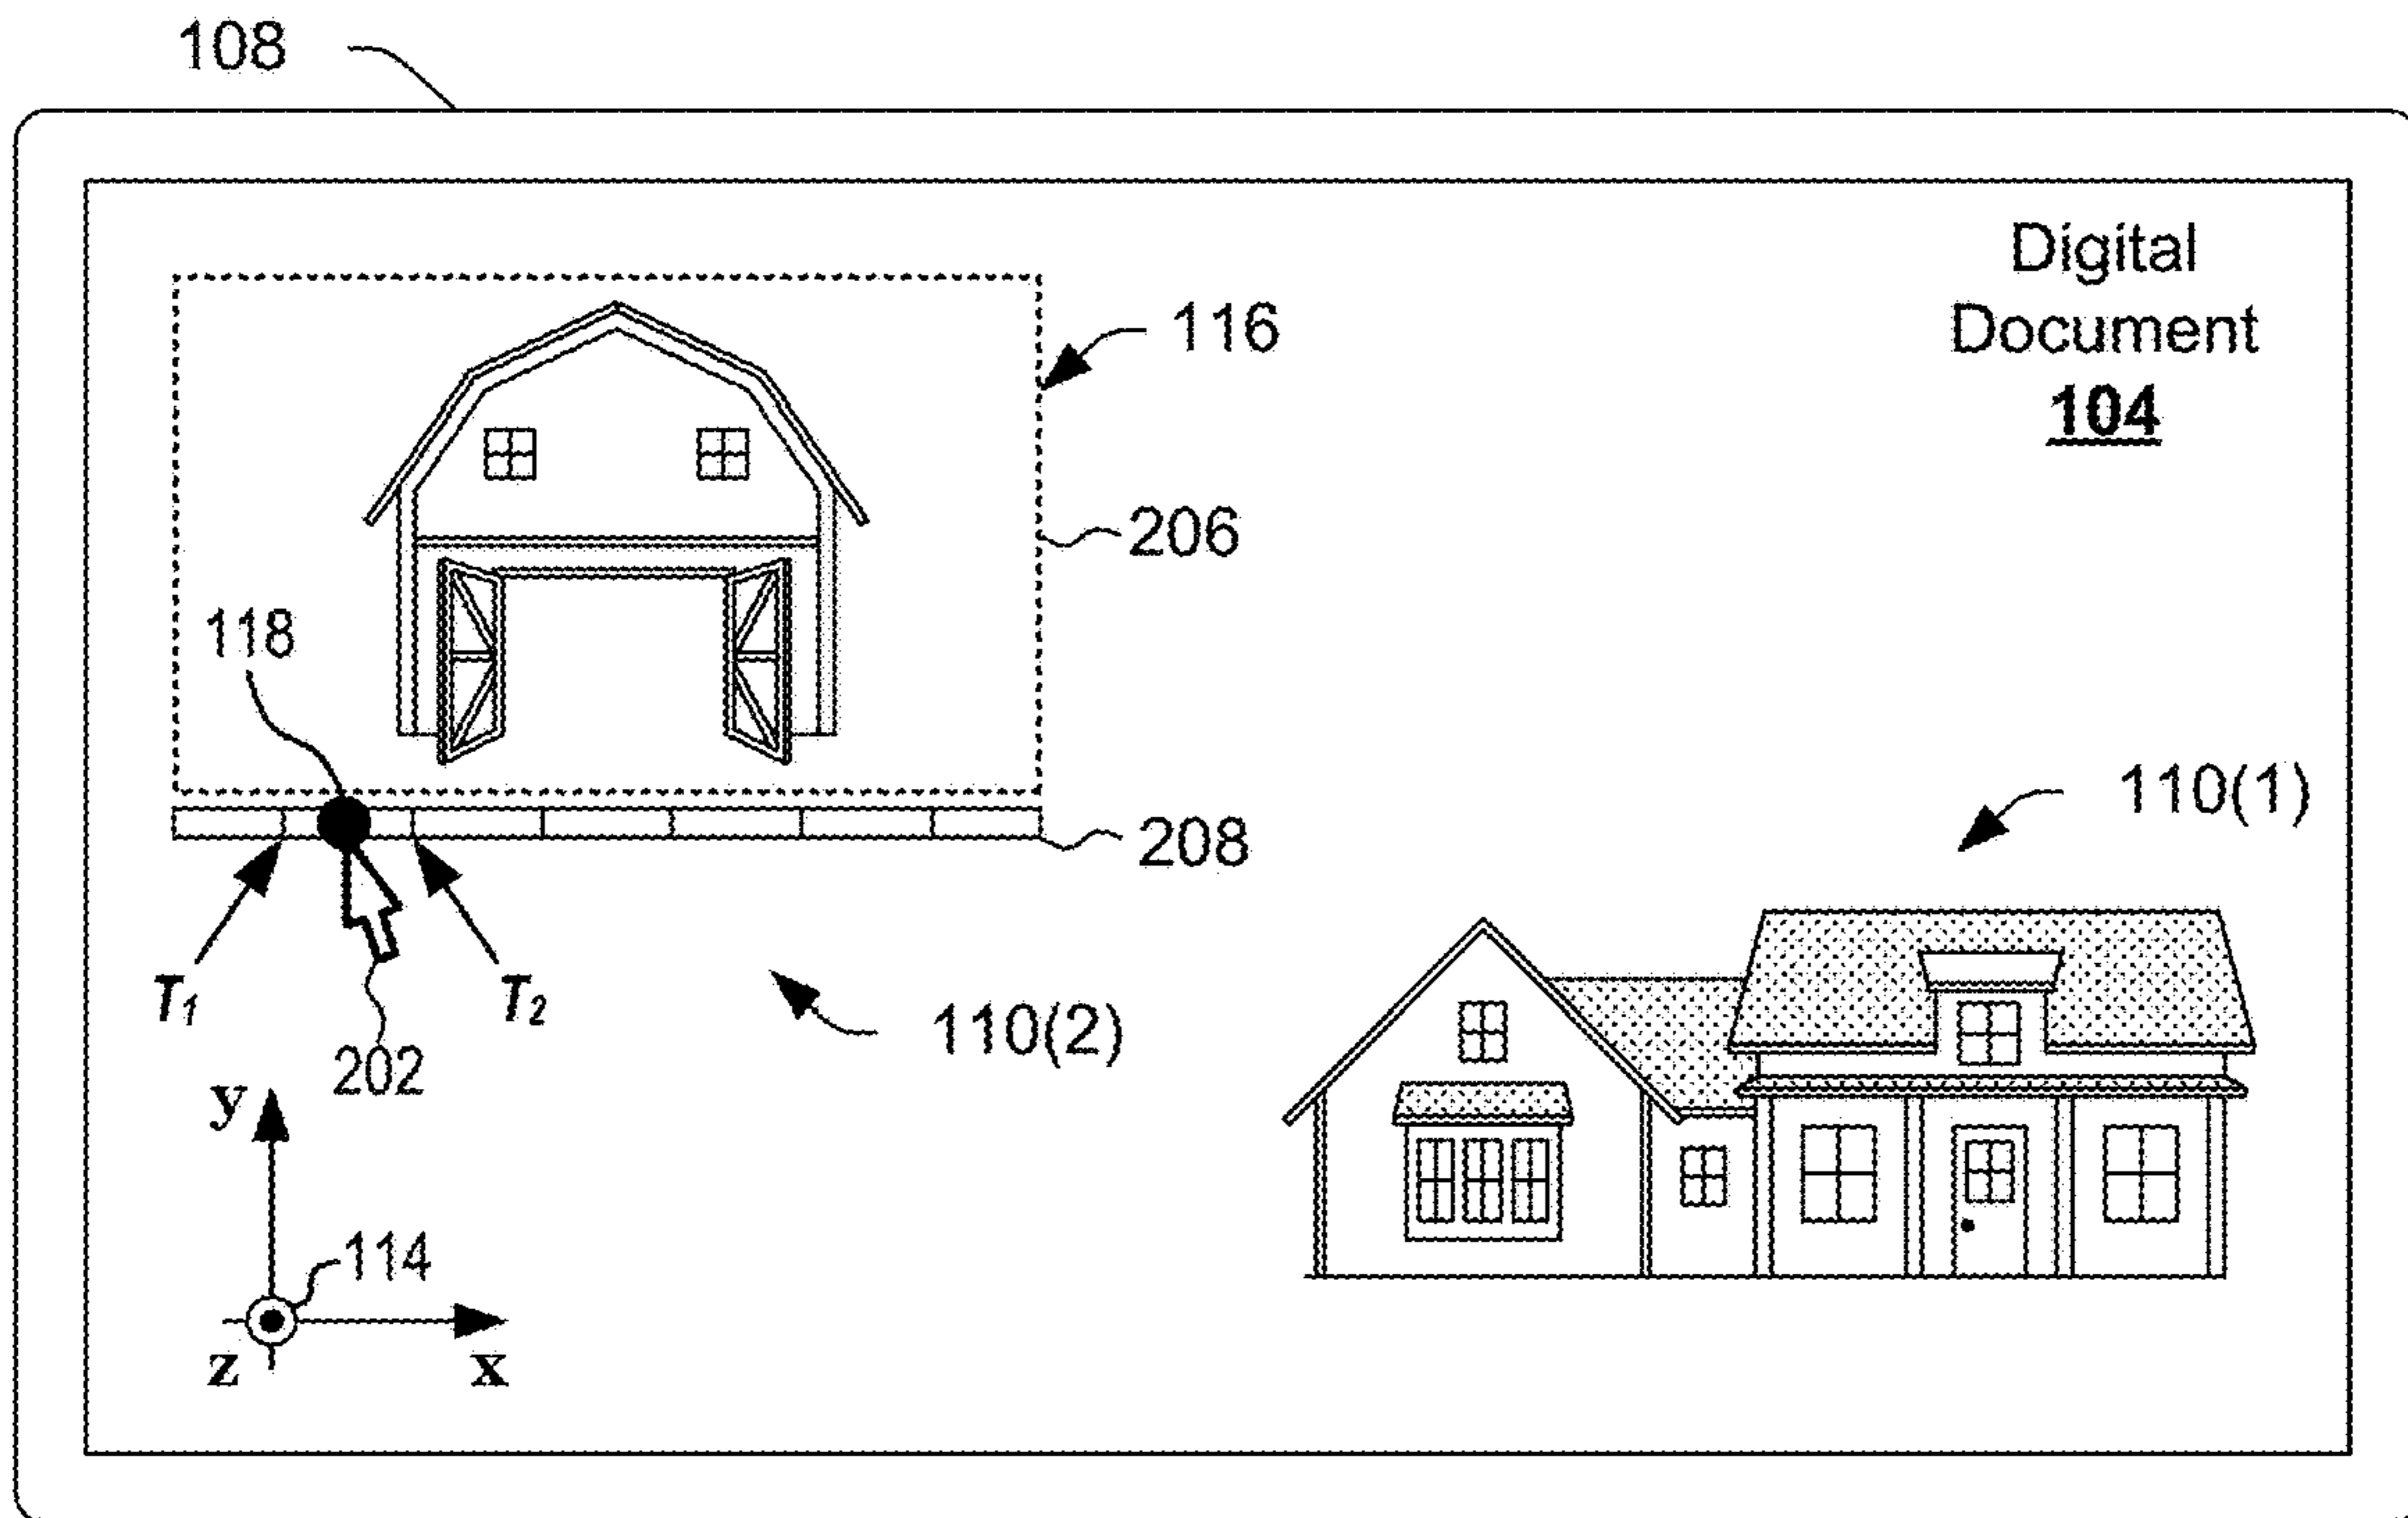 108
Digital
Document
104
116
206
118
110(1)
208
T1
T2
110(2)
202
y
114
z
x